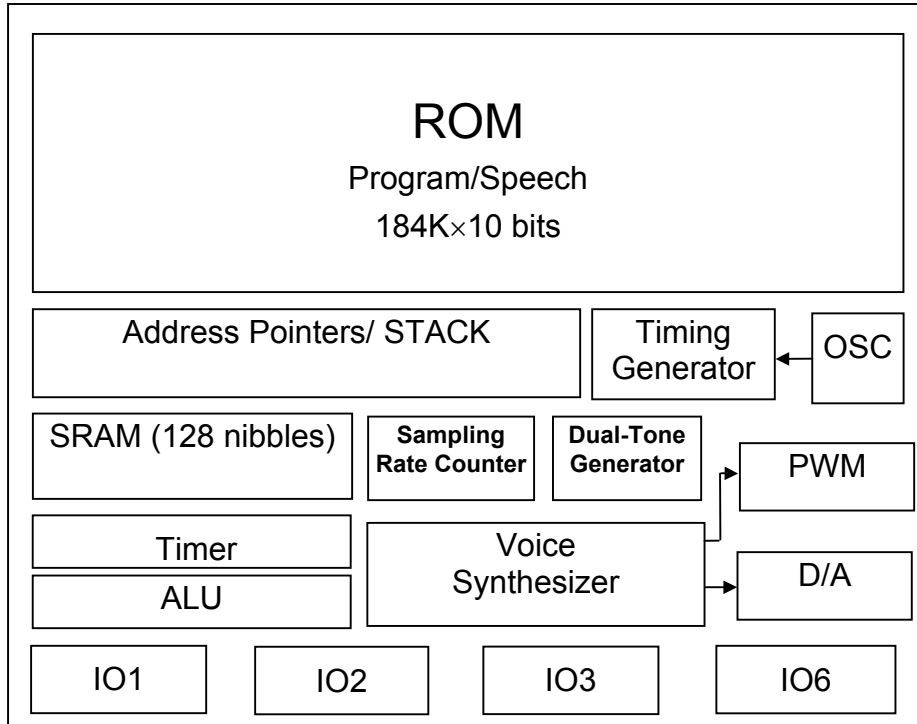 ROM
Program/Speech
184K×10 bits
Address Pointers/ STACK
Timing
Generator
OSC
SRAM (128 nibbles)
Sampling
Rate Counter
Dual-Tone
Generator
PWM
Timer
Voice
Synthesizer
D/A
ALU
IO1
IO2
IO3
IO6